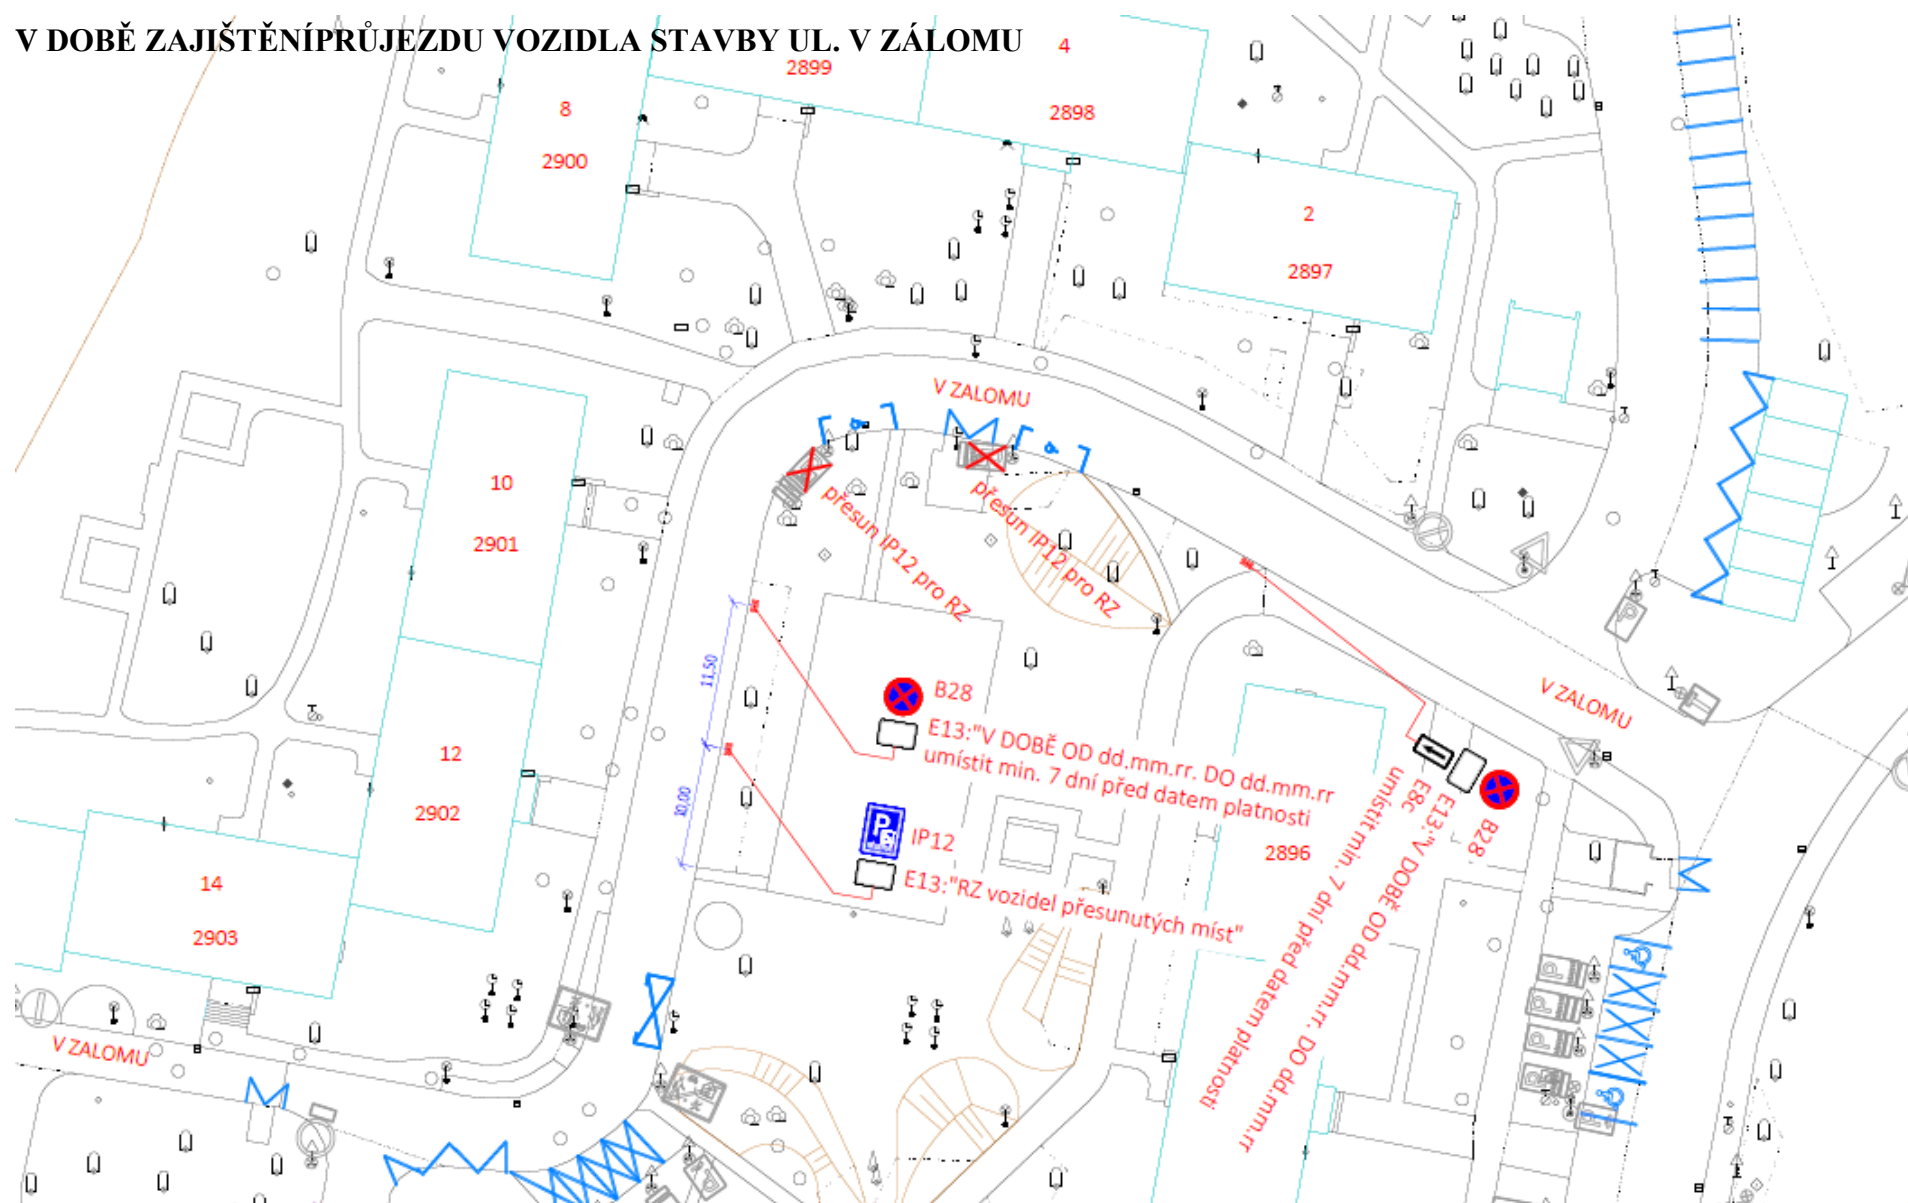 V DOBĚ ZAJIŠTĚNÍPRŮJEZDU VOZIDLA STAVBY UL. V ZÁLOMU
4
2899
8
2898
2900
2
2897
V ZALOMU
10
2901
přesun IP12 pro RZ
přesun IP12 pro RZ
11,50
B28
E13:"V DOBĚ OD dd.mm.rr. DO dd.mm.rr
umístit min. 7 dní před datem platnosti
V ZALOMU
12
2902
10,00
IP12
E13:"RZ vozidel přesunutých míst"
2896
B28
E13:"V DOBĚ OD dd.mm.rr. DO dd.mm.rr
E8c
umístit min. 7 dní před datem platnosti
14
2903
V ZALOMU
P
P
P
P
P